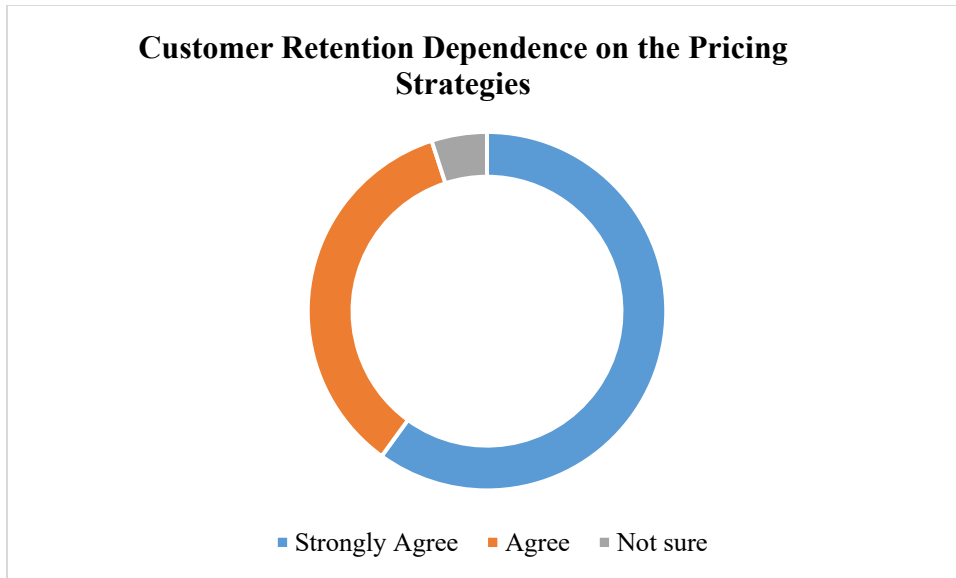 Customer Retention Dependence on the Pricing
Strategies
Strongly Agree Agree Not sure